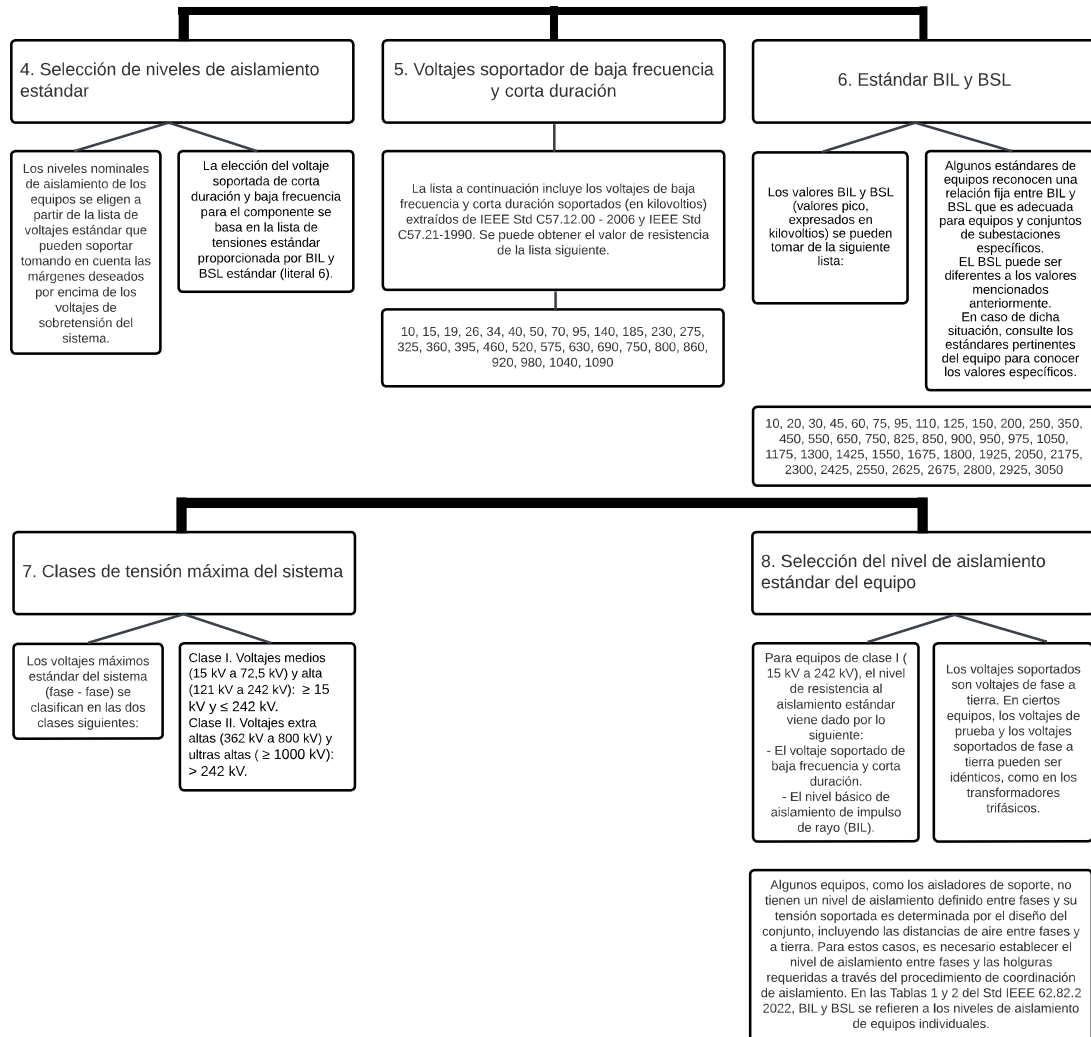 4. Selección de niveles de aislamiento
estándar
Los niveles nominales
de aislamiento de los
equipos se eligen a
partir de la lista de
voltajes estándar que
pueden soportar
tomando en cuenta las
márgenes deseados
por encima de los
voltajes de
sobretensión del
sistema.
La elección del voltaje
soportada de corta
duración y baja frecuencia
para el componente se
basa en la lista de
tensiones estándar
proporcionada por BIL y
BSL estándar (literal 6).
5. Voltajes soportador de baja frecuencia
y corta duración
La lista a continuación incluye los voltajes de baja
frecuencia y corta duración soportados (en kilovoltios)
extraídos de IEEE Std C57.12.00 - 2006 y IEEE Std
C57.21-1990. Se puede obtener el valor de resistencia
de la lista siguiente.
10, 15, 19, 26, 34, 40, 50, 70, 95, 140, 185, 230, 275,
325, 360, 395, 460, 520, 575, 630, 690, 750, 800, 860,
920, 980, 1040, 1090
6. Estándar BIL y BSL
Los valores BIL y BSL
(valores pico,
expresados en
kilovoltios) se pueden
tomar de la siguiente
lista:
Algunos estándares de
equipos reconocen una
relación fija entre BIL y
BSL que es adecuada
para equipos y conjuntos
de subestaciones
específicos.
EL BSL puede ser
diferentes a los valores
mencionados
anteriormente.
En caso de dicha
situación, consulte los
estándares pertinentes
del equipo para conocer
los valores específicos.
10, 20, 30, 45, 60, 75, 95, 110, 125, 150, 200, 250, 350,
450, 550, 650, 750, 825, 850, 900, 950, 975, 1050,
1175, 1300, 1425, 1550, 1675, 1800, 1925, 2050, 2175,
2300, 2425, 2550, 2625, 2675, 2800, 2925, 3050
7. Clases de tensión máxima del sistema
Los voltajes máximos
estándar del sistema
(fase - fase) se
clasifican en las dos
clases siguientes:
Clase I. Voltajes medios
(15 kV a 72,5 kV) y alta
(121 kV a 242 kV): ≥ 15
kV y ≤ 242 kV.
Clase II. Voltajes extra
altas (362 kV a 800 kV) y
ultras altas ( ≥ 1000 kV):
> 242 kV.
8. Selección del nivel de aislamiento
estándar del equipo
Para equipos de clase I (
15 kV a 242 kV), el nivel
de resistencia al
aislamiento estándar
viene dado por lo
siguiente:
- El voltaje soportado de
baja frecuencia y corta
duración.
- El nivel básico de
aislamiento de impulso
de rayo (BIL).
Los voltajes soportados
son voltajes de fase a
tierra. En ciertos
equipos, los voltajes de
prueba y los voltajes
soportados de fase a
tierra pueden ser
idénticos, como en los
transformadores
trifásicos.
Algunos equipos, como los aisladores de soporte, no
tienen un nivel de aislamiento definido entre fases y su
tensión soportada es determinada por el diseño del
conjunto, incluyendo las distancias de aire entre fases y
a tierra. Para estos casos, es necesario establecer el
nivel de aislamiento entre fases y las holguras
requeridas a través del procedimiento de coordinación
de aislamiento. En las Tablas 1 y 2 del Std IEEE 62.82.2
2022, BIL y BSL se refieren a los niveles de aislamiento
de equipos individuales.